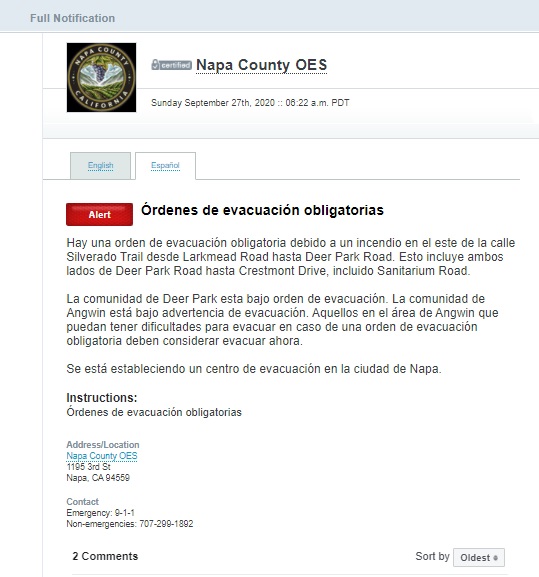 Full Notification
NAPA COUNTY
CALIFORNIA
certified Napa County OES
Sunday September 27th, 2020 :: 06:22 a.m. PDT
English Español
Alert Órdenes de evacuación obligatorias
Hay una orden de evacuación obligatoria debido a un incendio en el este de la calle
Silverado Trail desde Larkmead Road hasta Deer Park Road. Esto incluye ambos
lados de Deer Park Road hasta Crestmont Drive, incluido Sanitarium Road.
La comunidad de Deer Park esta bajo orden de evacuación. La comunidad de
Angwin está bajo advertencia de evacuación. Aquellos en el área de Angwin que
puedan tener dificultades para evacuar en caso de una orden de evacuación
obligatoria deben considerar evacuar ahora.
Se está estableciendo un centro de evacuación en la ciudad de Napa.
Instructions:
Órdenes de evacuación obligatorias
Address/Location
Napa County OES
1195 3rd St
Napa, CA 94559
Contact
Emergency: 9-1-1
Non-emergencies: 707-299-1892
2 Comments Sort by Oldest